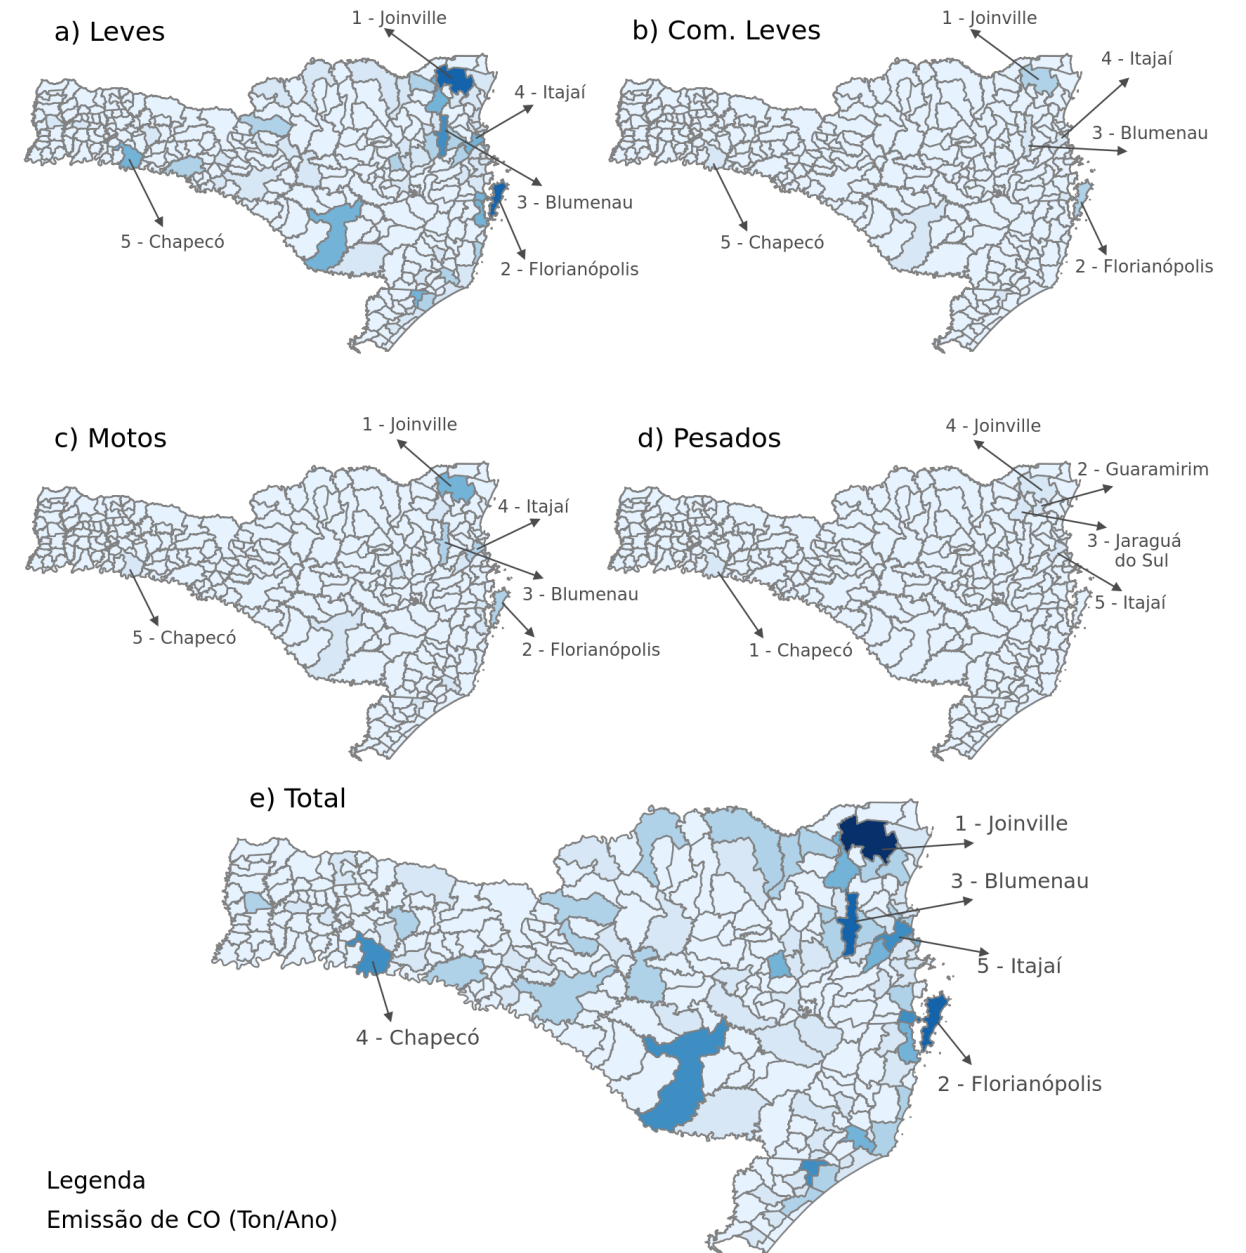 a) Leves
1 - Joinville
4 - Itajaí
3 - Blumenau
5 - Chapecó
2 - Florianópolis
b) Com. Leves
1 - Joinville
4 - Itajaí
3 - Blumenau
5 - Chapecó
2 - Florianópolis
c) Motos
1 - Joinville
4 - Itajaí
3 - Blumenau
5 - Chapecó
2 - Florianópolis
d) Pesados
4 - Joinville
2 - Guaramirim
3 - Jaraguá
do Sul
5 - Itajaí
1 - Chapecó
e) Total
1 - Joinville
3 - Blumenau
5 - Itajaí
4 - Chapecó
2 - Florianópolis
Legenda
Emissão de CO (Ton/Ano)